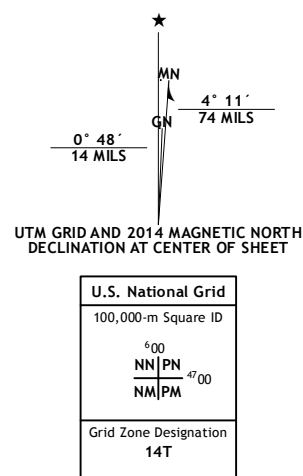 MN
GN
4° 11´
74 MILS
0° 48´
14 MILS
UTM GRID AND 2014 MAGNETIC NORTH
DECLINATION AT CENTER OF SHEET
U.S. National Grid
100,000-m Square ID
600
NN PN
4700
NM PM
Grid Zone Designation
14T